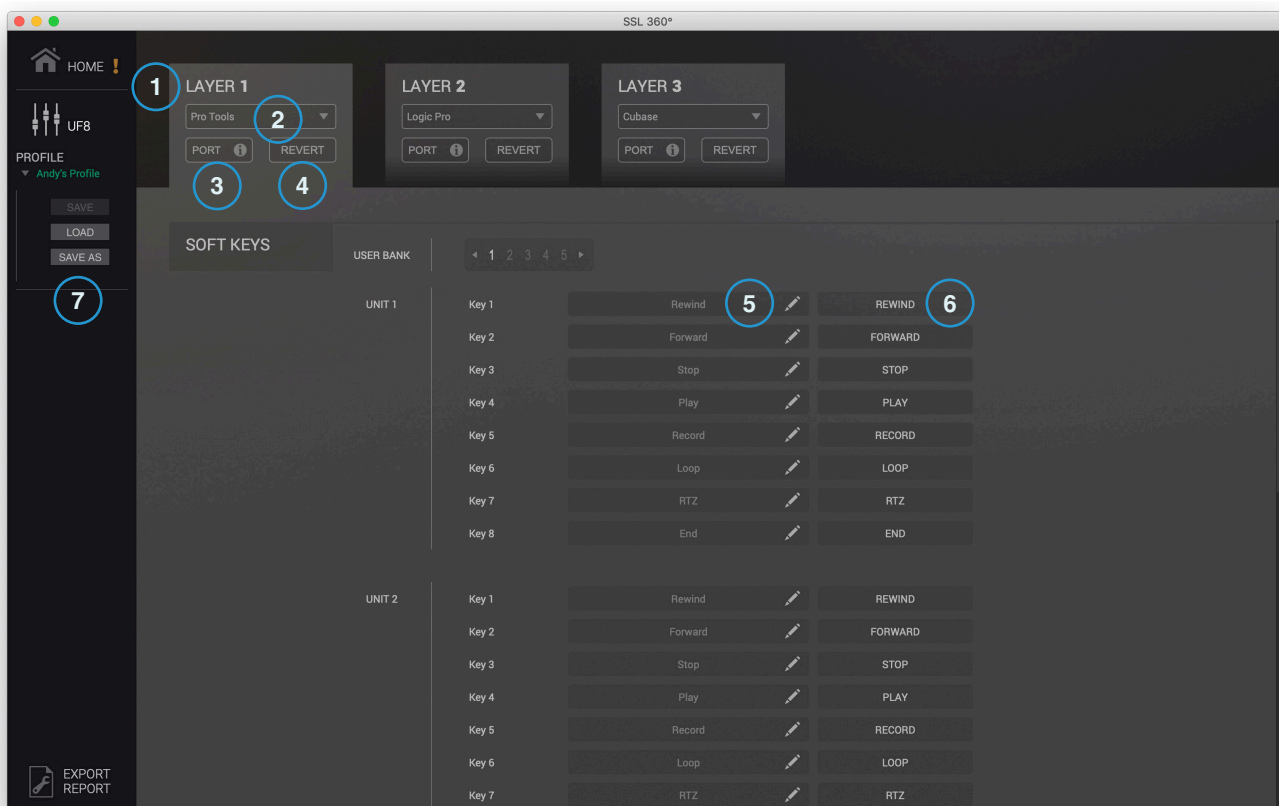 SSL 360°
HOME !
UF8
PROFILE
Andy's Profile
SAVE
LOAD
SAVE AS
7
EXPORT
REPORT
1
LAYER 1
Pro Tools
2
PORT i
REVERT
3
4
LAYER 2
Logic Pro
PORT i
REVERT
LAYER 3
Cubase
PORT i
REVERT
SOFT KEYS
USER BANK
1 2 3 4 5
UNIT 1
Key 1 Rewind 5 REWIND 6
Key 2 Forward FORWARD
Key 3 Stop STOP
Key 4 Play PLAY
Key 5 Record RECORD
Key 6 Loop LOOP
Key 7 RTZ RTZ
Key 8 End END
UNIT 2
Key 1 Rewind REWIND
Key 2 Forward FORWARD
Key 3 Stop STOP
Key 4 Play PLAY
Key 5 Record RECORD
Key 6 Loop LOOP
Key 7 RTZ RTZ